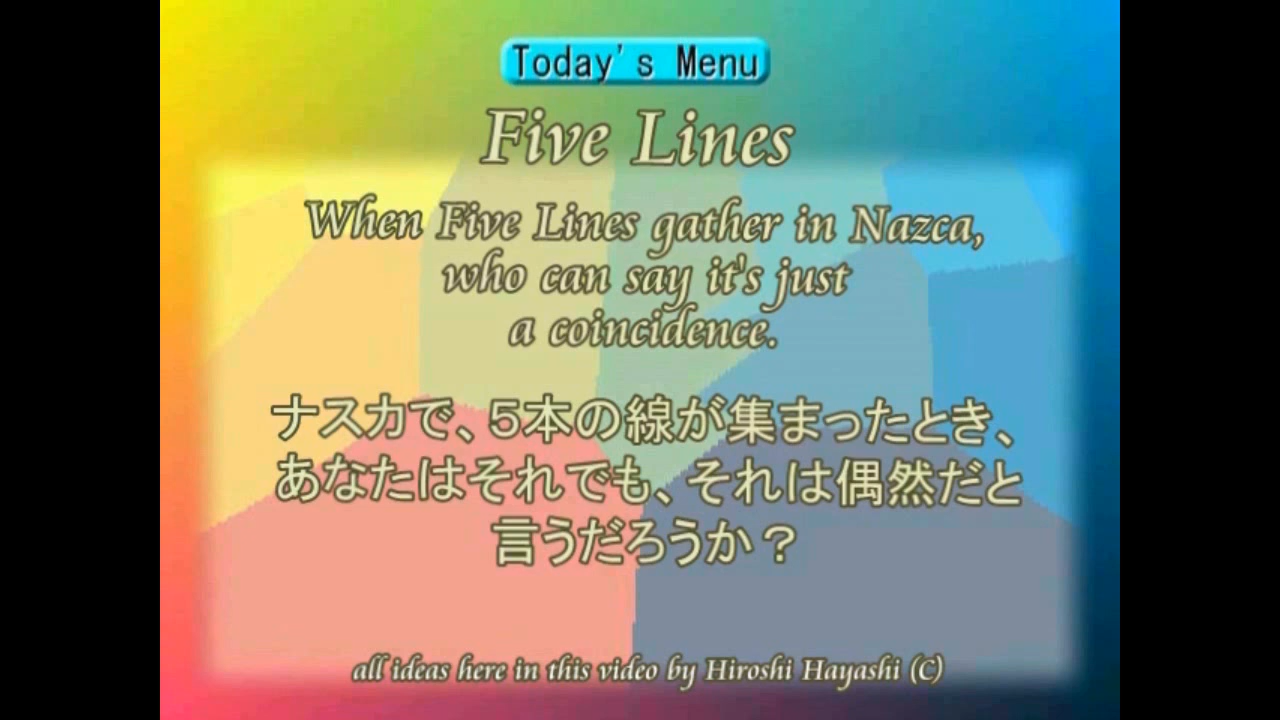 Today's Menu
Five Lines
When Five Lines gather in Nazca,
who can say it's just
a coincidence.
ナスカで、５本の線が集まったとき、
あなたはそれでも、それは偶然だと
言うだろうか？
all ideas here in this video by Hiroshi Hayashi (C)